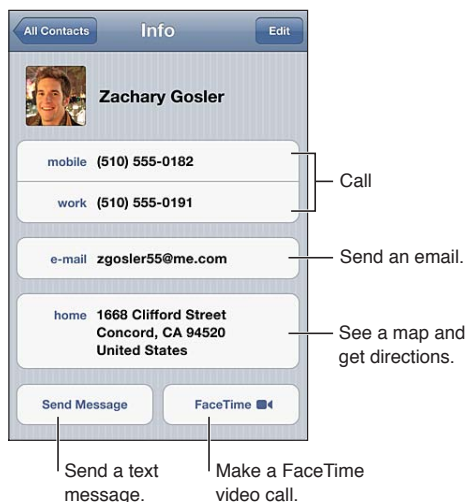 All Contacts Info Edit
Zachary Gosler
mobile (510) 555-0182
work (510) 555-0191
Call
e-mail zgosler55@me.com
Send an email.
home 1668 Clifford Street
Concord, CA 94520
United States
See a map and
get directions.
Send Message FaceTime
Send a text
message.
Make a FaceTime
video call.